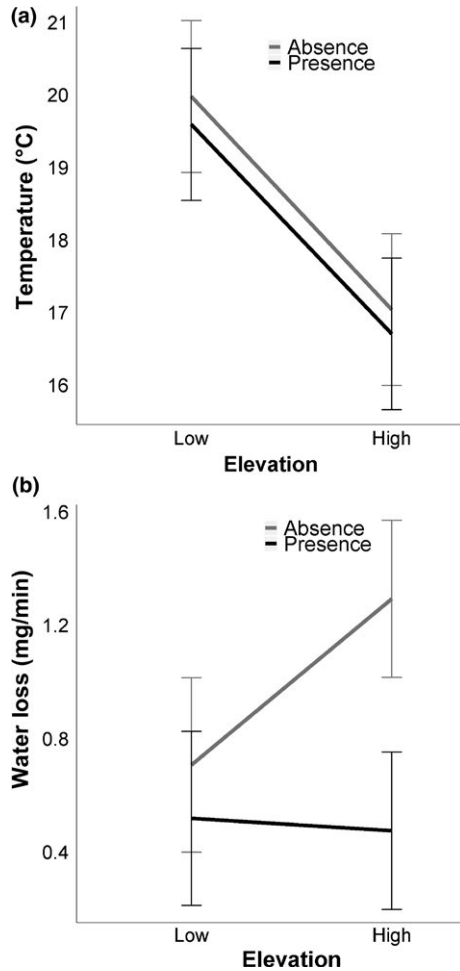 (a)
21
20
19
18
17
16
Temperature (°C)
Absence
Presence
Low
High
Elevation
(b)
1.6
1.2
0.8
0.4
Water loss (mg/min)
Absence
Presence
Low
High
Elevation